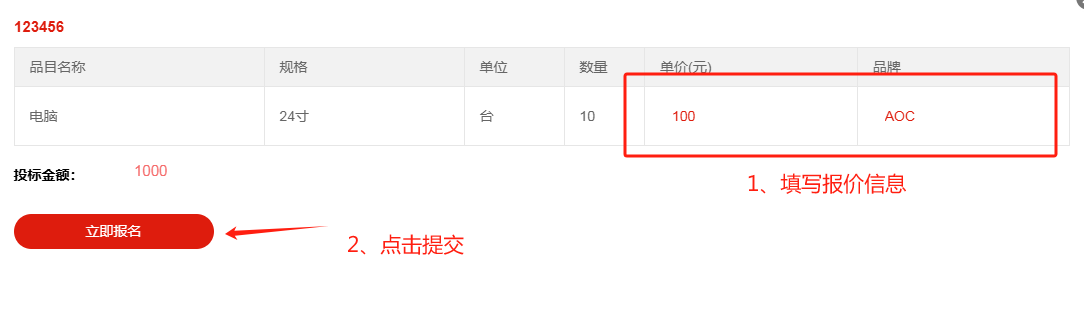 123456
品目名称 规格 单位 数量 单价(元) 品牌
电脑 24寸 台 10 100 AOC
投标金额： 1000
1、填写报价信息
立即报名
2、点击提交